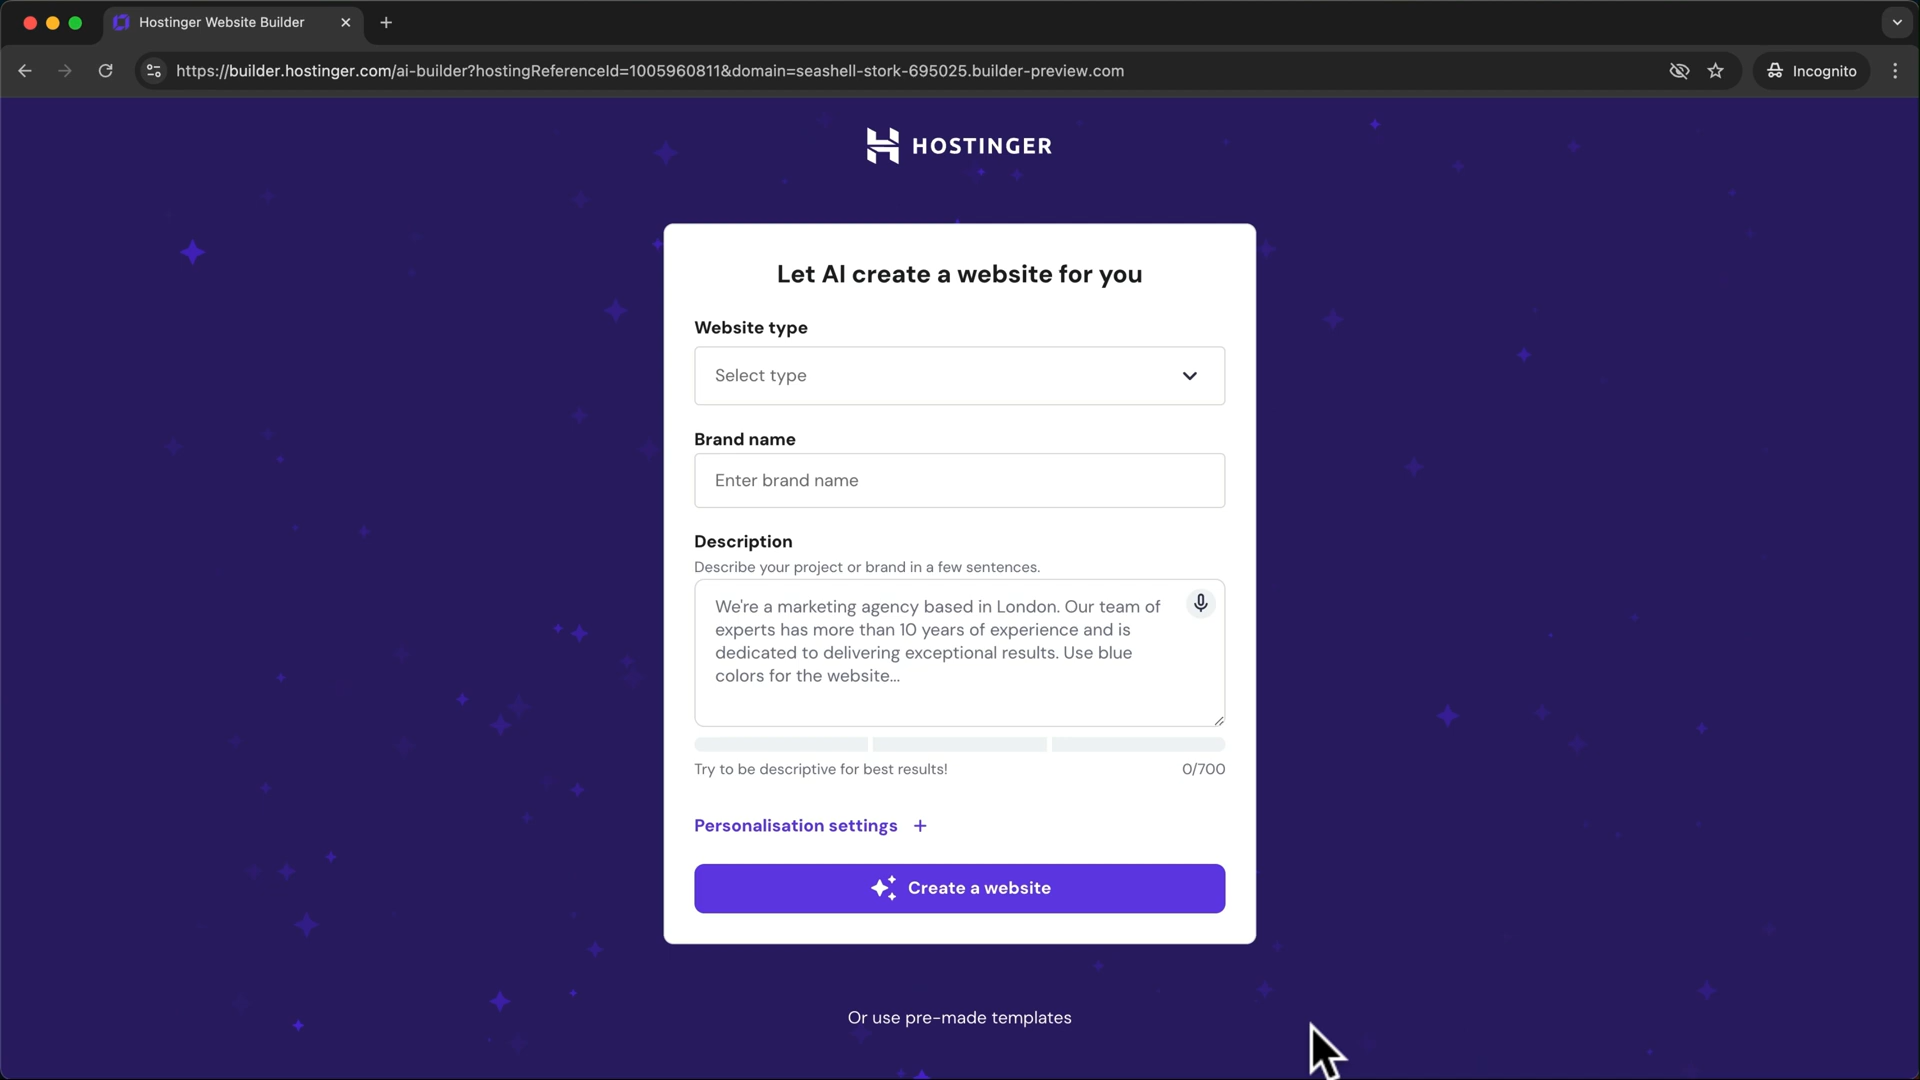 Hostinger Website Builder
https://builder.hostinger.com/ai-builder?hostingReferenceId=1005960811&domain=seashell-stork-695025.builder-preview.com
Incognito
HOSTINGER
Let AI create a website for you
Website type
Select type
Brand name
Enter brand name
Description
Describe your project or brand in a few sentences.
We're a marketing agency based in London. Our team of
experts has more than 10 years of experience and is
dedicated to delivering exceptional results. Use blue
colors for the website...
Try to be descriptive for best results!
0/700
Personalisation settings +
Create a website
Or use pre-made templates